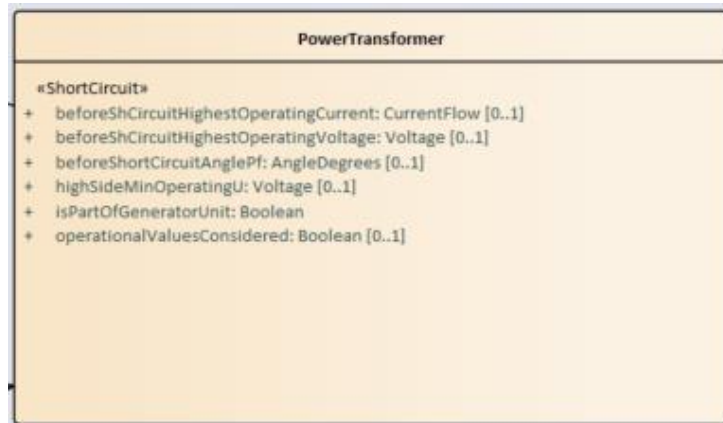 PowerTransformer
«ShortCircuit»
+ beforeShCircuitHighestOperatingCurrent: CurrentFlow [0..1]
+ beforeShCircuitHighestOperatingVoltage: Voltage [0..1]
+ beforeShortCircuitAnglePf: AngleDegrees [0..1]
+ highSideMinOperatingU: Voltage [0..1]
+ isPartOfGeneratorUnit: Boolean
+ operationalValuesConsidered: Boolean [0..1]